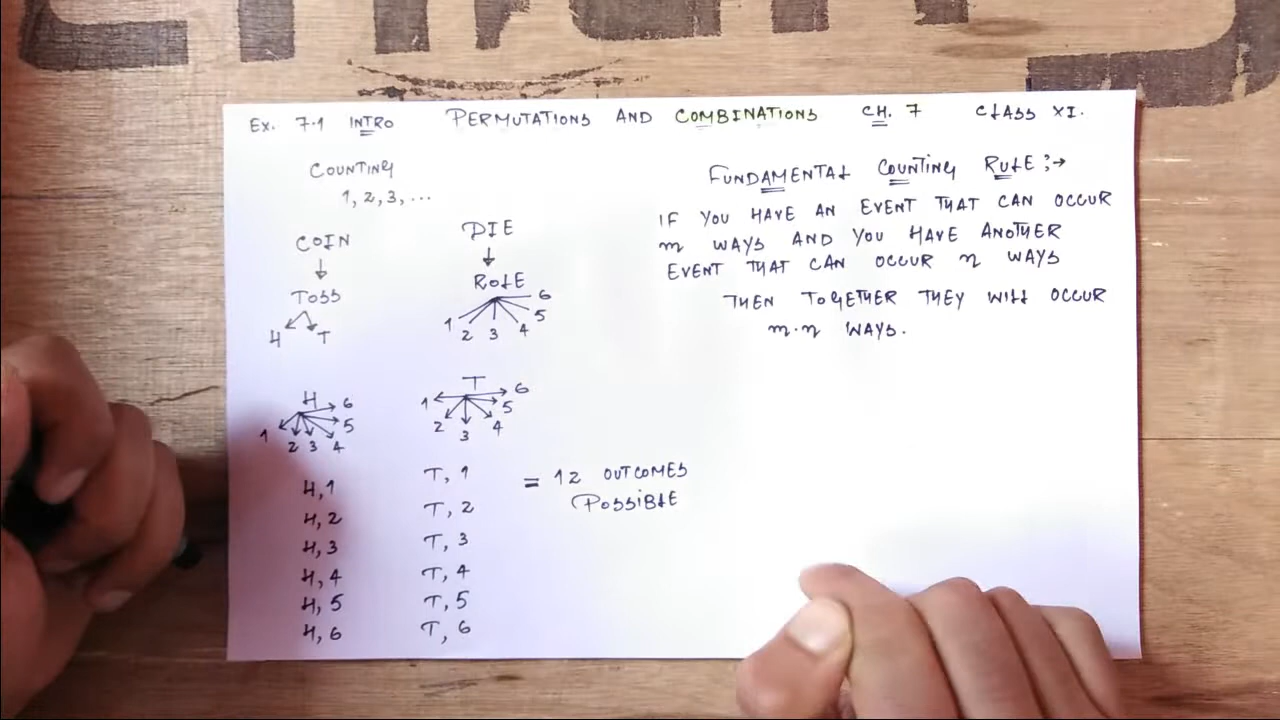 Ex. 7.1 INTRO PERMUTATIONS AND COMBINATIONS CH. 7 CLASS XI.
COUNTING
1, 2, 3, ...
COIN
TOSS
H T
DIE
ROLE
1 2 3 4 5 6
H
1 2 3 4 5 6
T
1 2 3 4 5 6
H, 1
H, 2
H, 3
H, 4
H, 5
H, 6
T, 1
T, 2
T, 3
T, 4
T, 5
T, 6
= 12 OUTCOMES
POSSIBLE
FUNDAMENTAL COUNTING RULE :→
IF YOU HAVE AN EVENT THAT CAN OCCUR
m WAYS AND YOU HAVE ANOTHER
EVENT THAT CAN OCCUR n WAYS
THEN TOGETHER THEY WILL OCCUR
m·n WAYS.